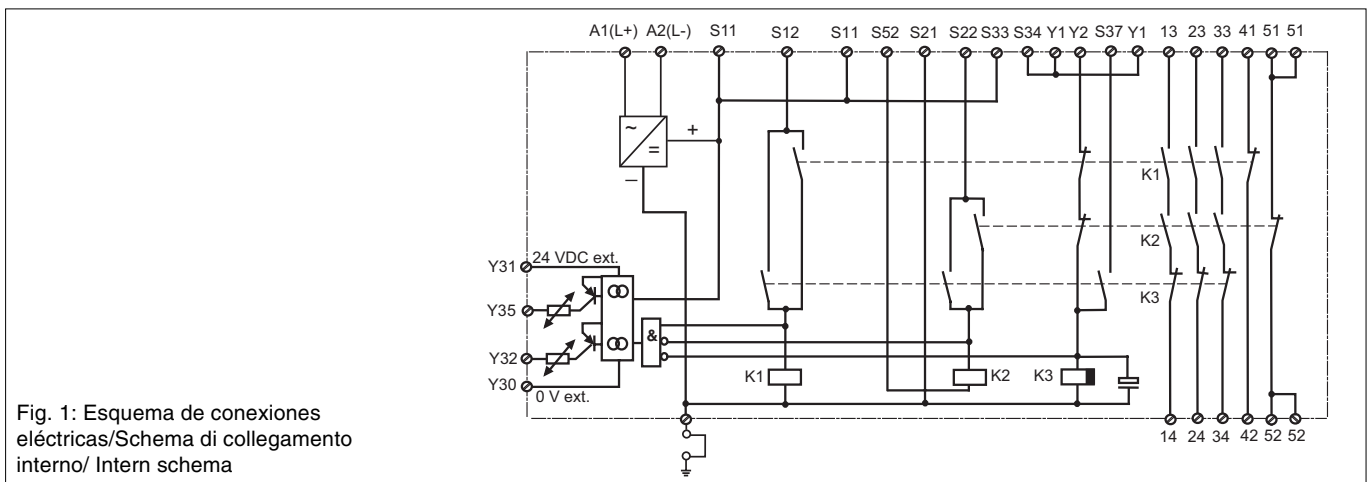 A1(L+) A2(L-) S11 S12 S11 S52 S21 S22 S33 S34 Y1 Y2 S37 Y1 13 23 33 41 51 51
~
=
+
–
K1
K2
Y31 24 VDC ext.
K3
Y35
&
Y32
K1 K2 K3
Y30 0 V ext.
14 24 34 42 52 52
Fig. 1: Esquema de conexiones
eléctricas/Schema di collegamento
interno/ Intern schema